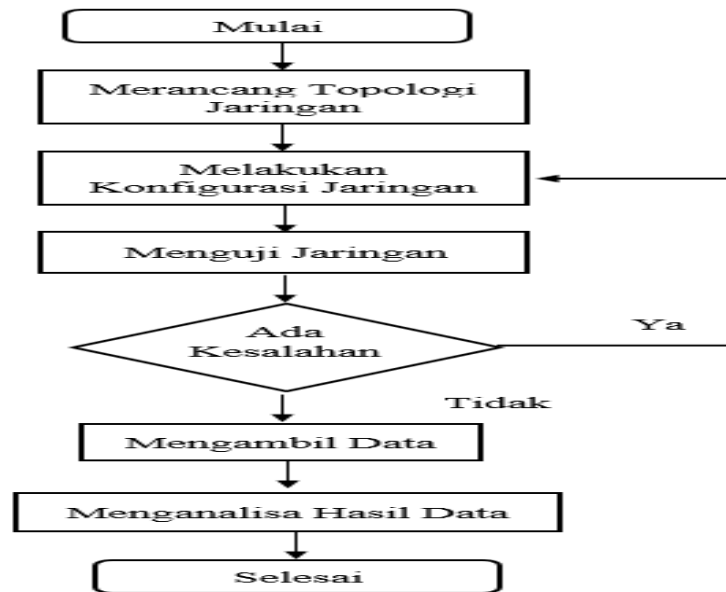 Mulai
Merancang Topologi
Jaringan
Melakukan
Konfigurasi Jaringan
Menguji Jaringan
Ada
Kesalahan
Ya
Tidak
Mengambil Data
Menganalisa Hasil Data
Selesai